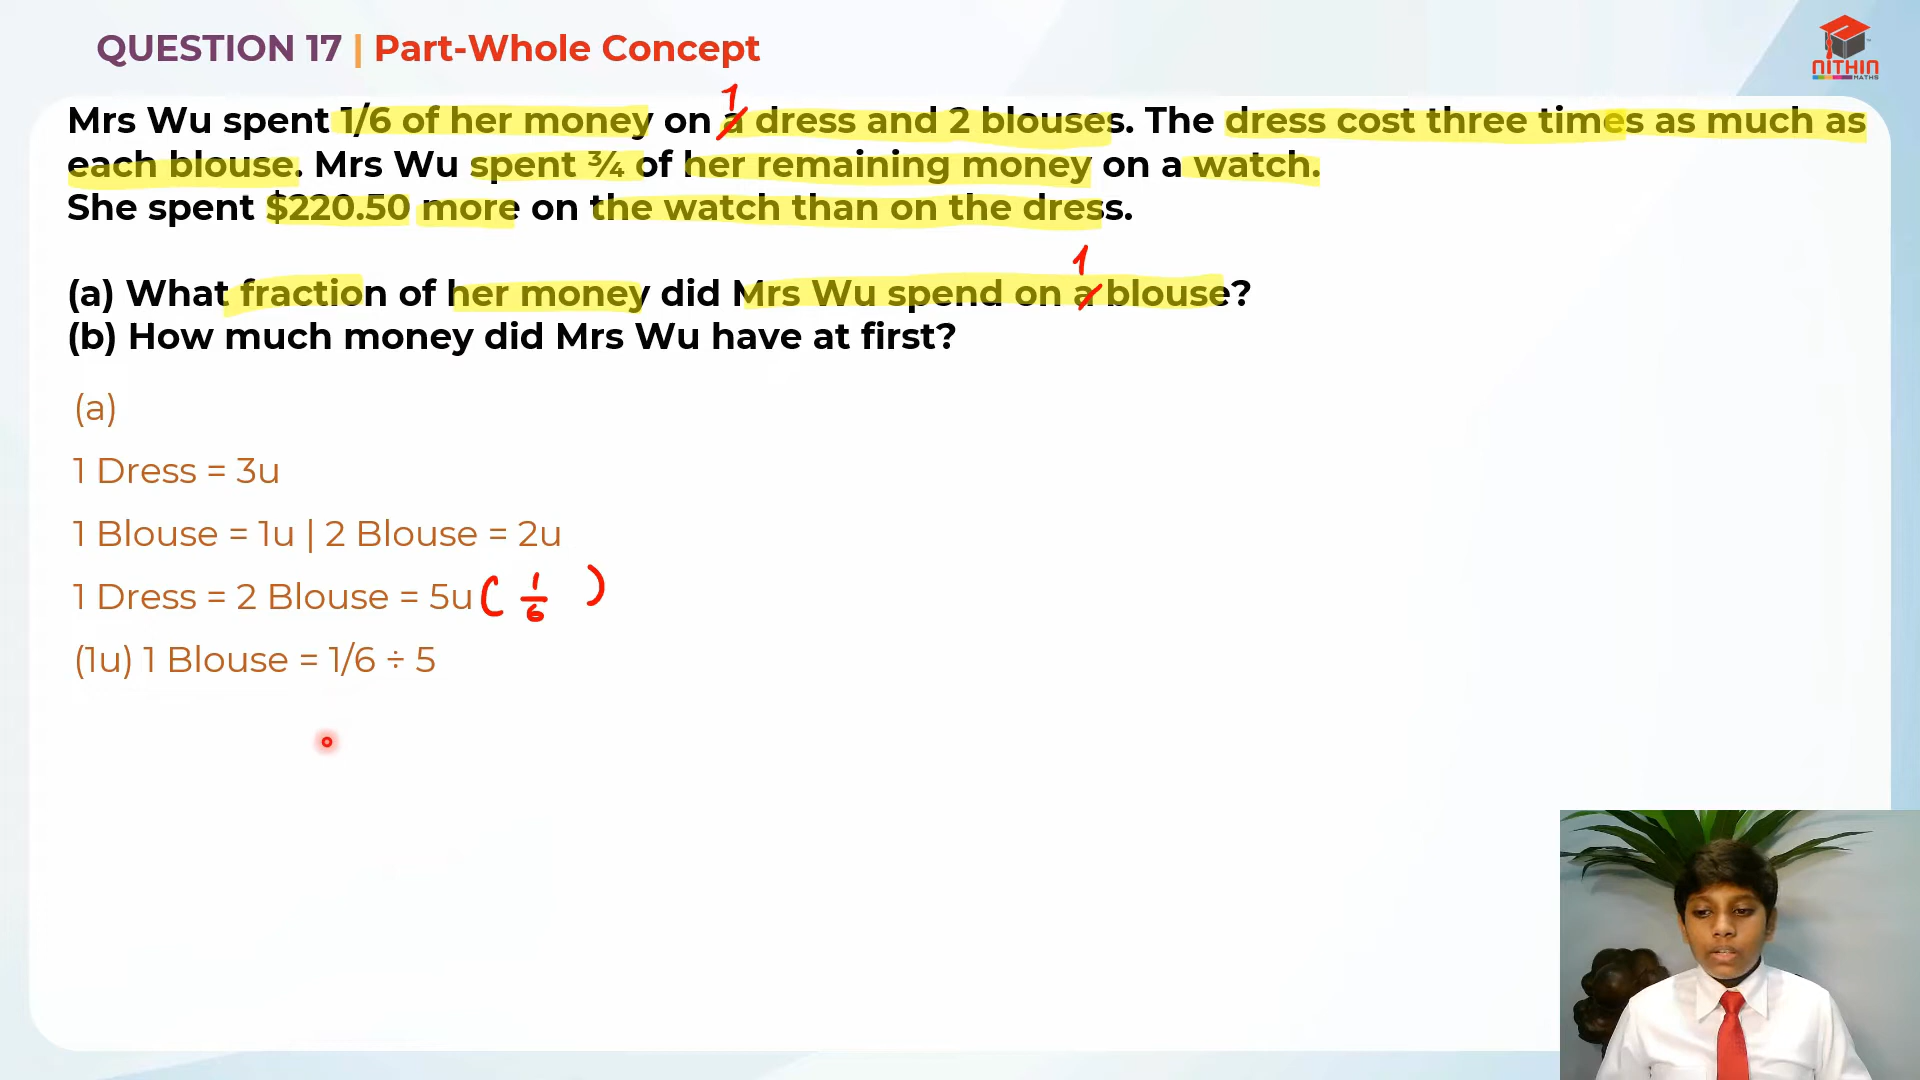 QUESTION 17 | Part-Whole Concept
NITHIN
MATHS
1
Mrs Wu spent 1/6 of her money on a dress and 2 blouses. The dress cost three times as much as
each blouse. Mrs Wu spent ¾ of her remaining money on a watch.
She spent $220.50 more on the watch than on the dress.
1
(a) What fraction of her money did Mrs Wu spend on a blouse?
(b) How much money did Mrs Wu have at first?
(a)
1 Dress = 3u
1 Blouse = 1u | 2 Blouse = 2u
1 Dress = 2 Blouse = 5u ( 1/6 )
(1u) 1 Blouse = 1/6 ÷ 5